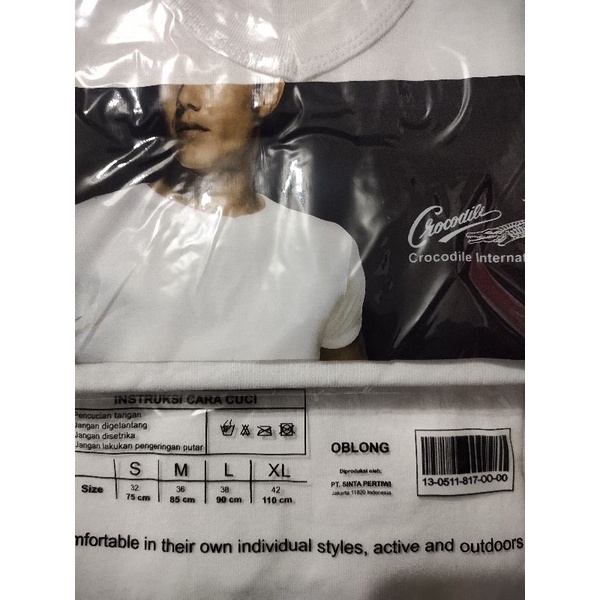 Crocodile
Crocodile Internat
INSTRUKSI CARA CUCI
Pencucian tangan
Jangan digelantang
Jangan disetrika
Jangan lakukan pengeringan putar
OBLONG
Diproduksi oleh:
PT. SINTA PERTIWI
Jakarta 11820 Indonesia
13-0511-817-00-00
S M L XL
Size 32 36 38 42
75 cm 85 cm 90 cm 110 cm
mfortable in their own individual styles, active and outdoors